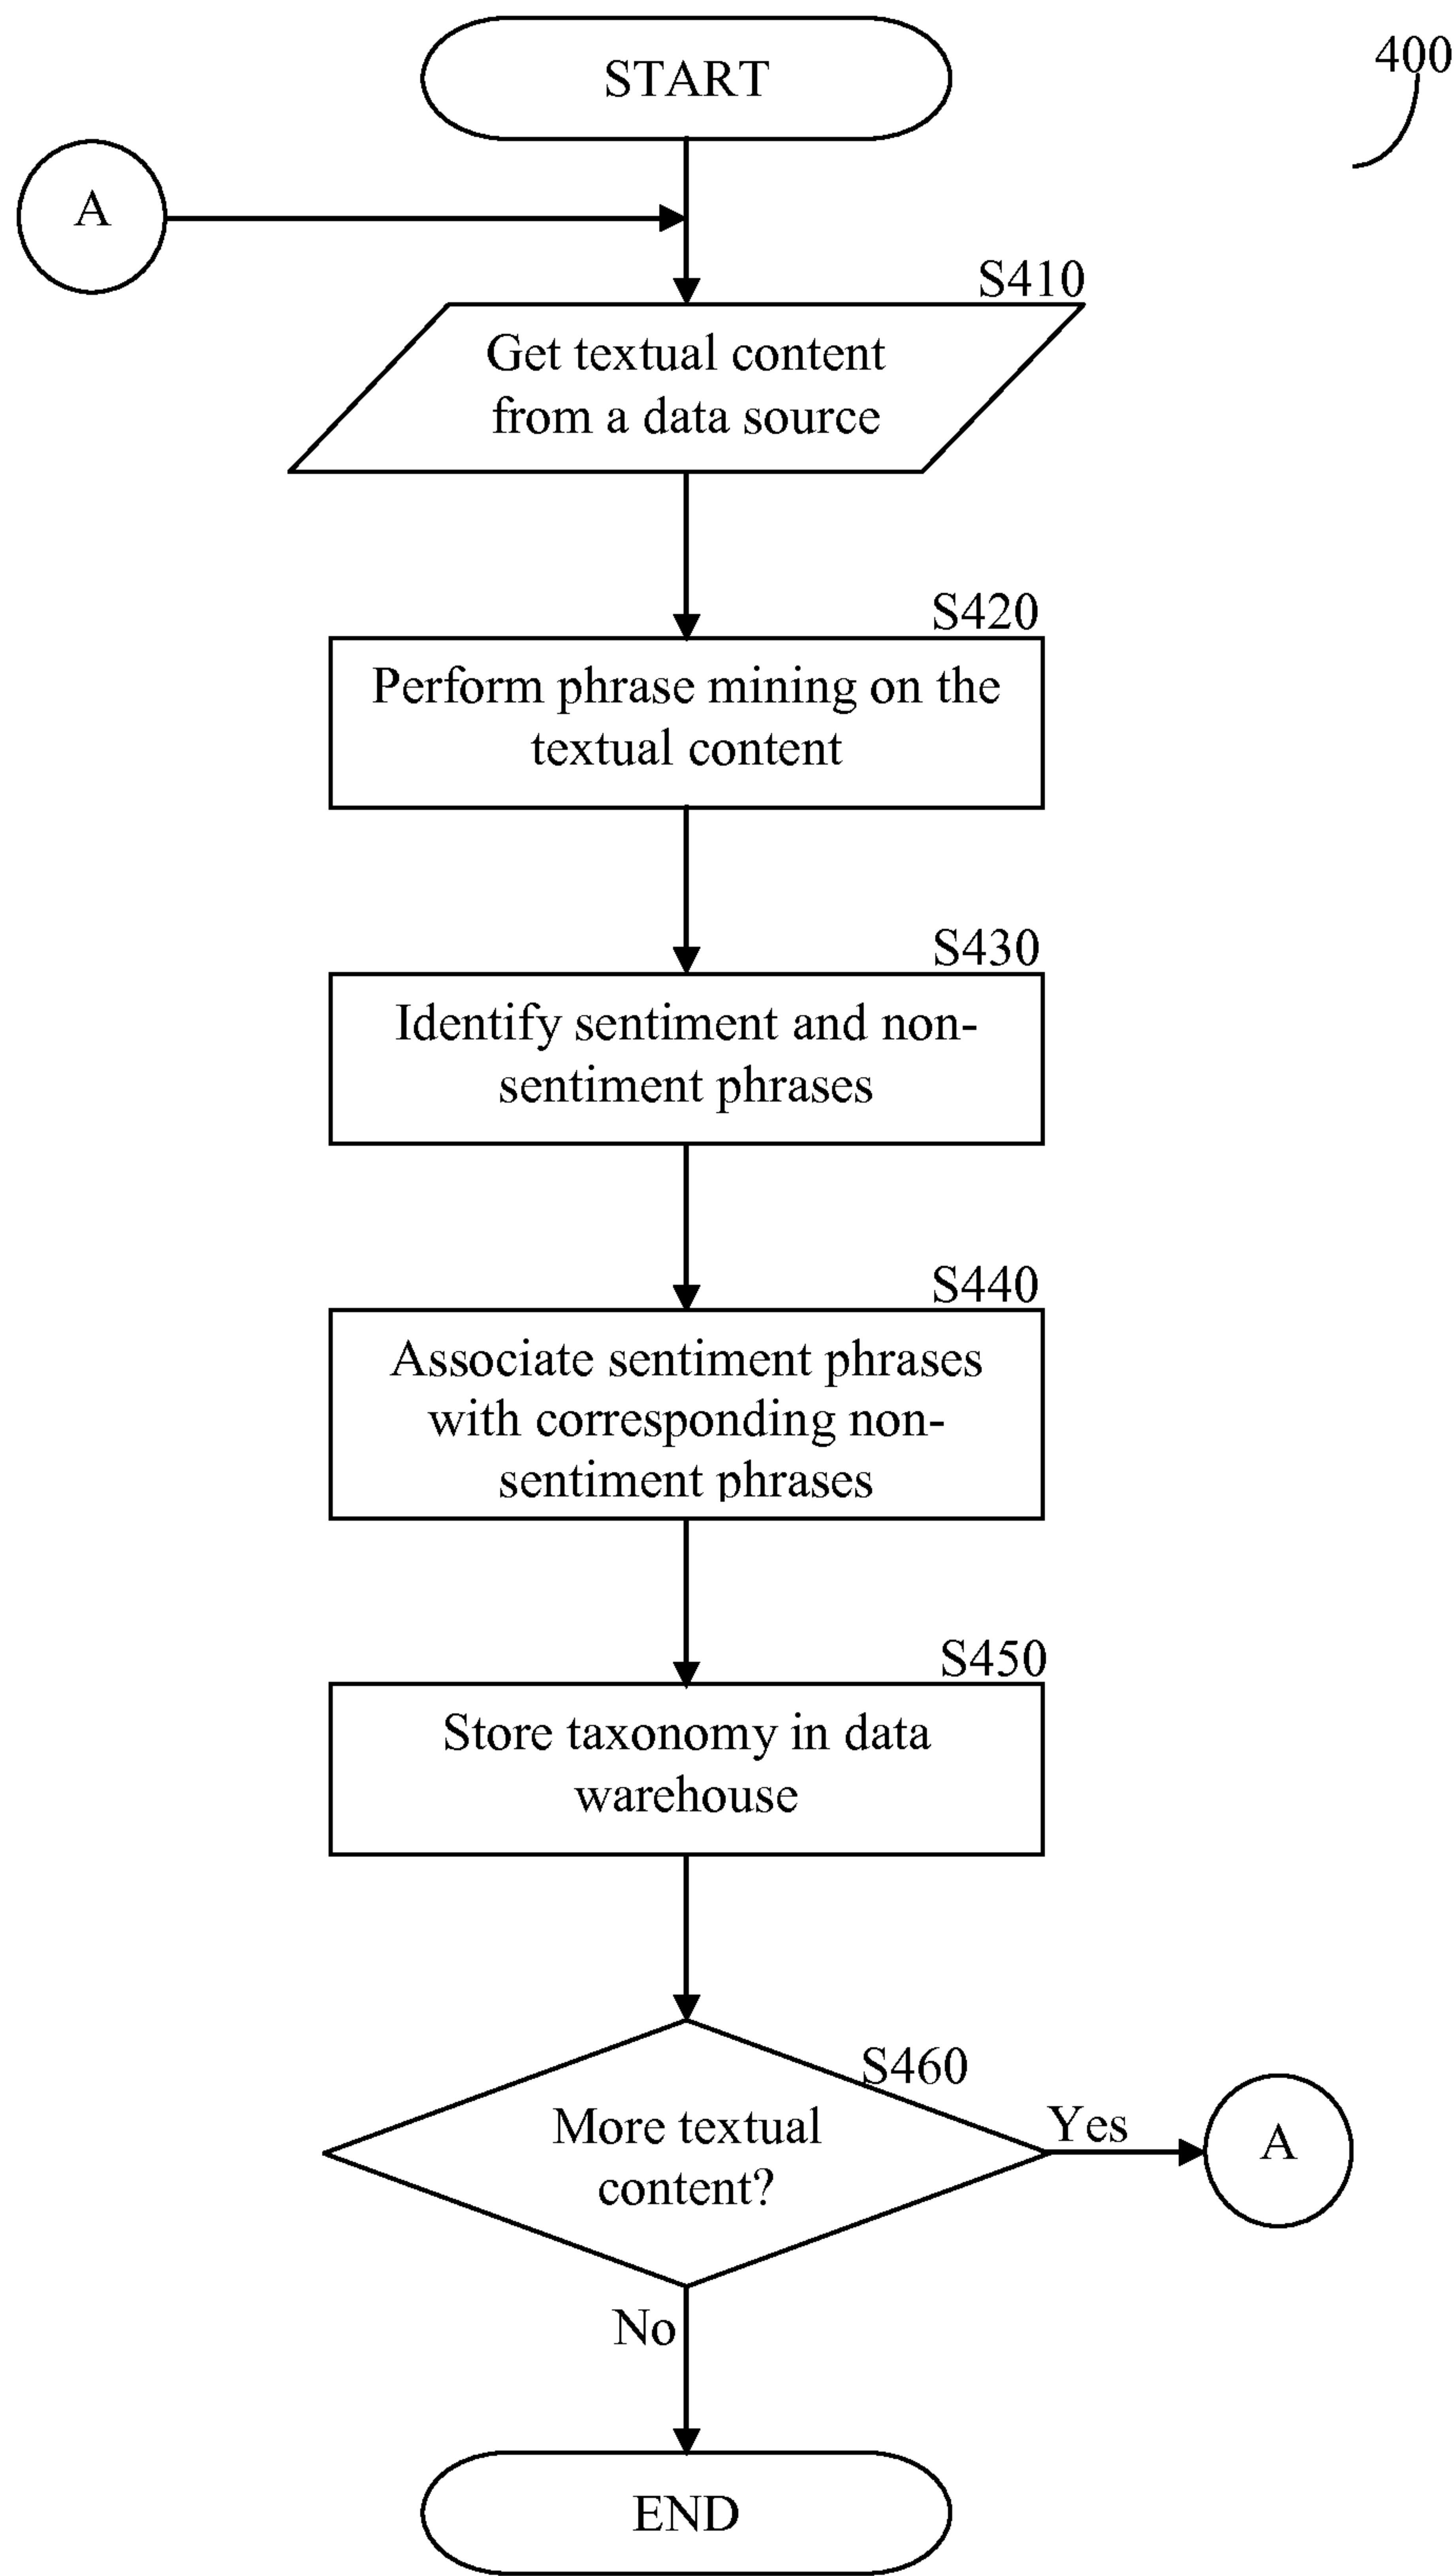 START
400
A
S410
Get textual content
from a data source
S420
Perform phrase mining on the
textual content
S430
Identify sentiment and non-
sentiment phrases
S440
Associate sentiment phrases
with corresponding non-
sentiment phrases
S450
Store taxonomy in data
warehouse
S460
More textual
content?
Yes
A
No
END